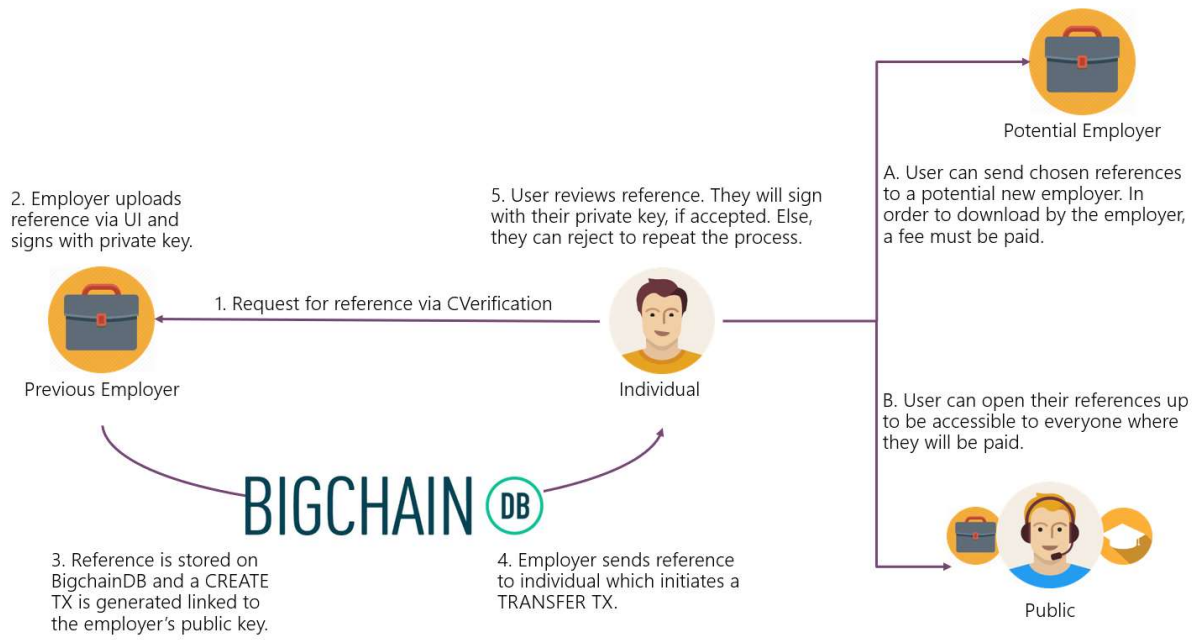 Potential Employer
A. User can send chosen references
to a potential new employer. In
order to download by the employer,
a fee must be paid.
2. Employer uploads
reference via UI and
signs with private key.
5. User reviews reference. They will sign
with their private key, if accepted. Else,
they can reject to repeat the process.
1. Request for reference via CVerification
Previous Employer
Individual
B. User can open their references up
to be accessible to everyone where
they will be paid.
BIGCHAIN DB
3. Reference is stored on
BigchainDB and a CREATE
TX is generated linked to
the employer's public key.
4. Employer sends reference
to individual which initiates a
TRANSFER TX.
Public